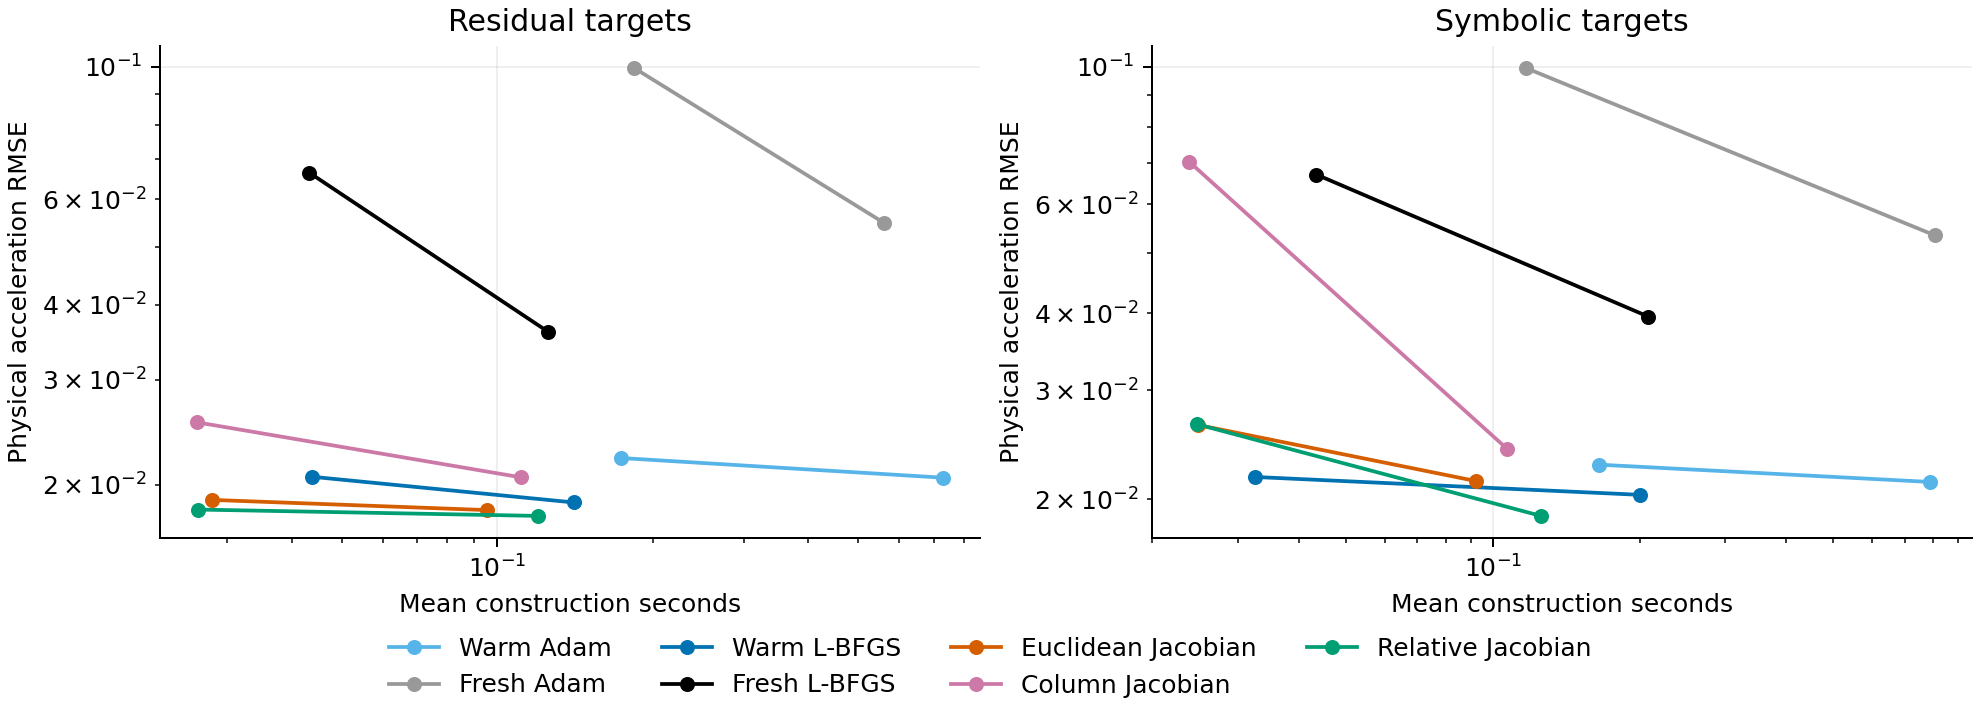 Residual targets
Physical acceleration RMSE
10⁻¹
6 × 10⁻²
4 × 10⁻²
3 × 10⁻²
2 × 10⁻²
10⁻¹
Mean construction seconds
Symbolic targets
Physical acceleration RMSE
10⁻¹
6 × 10⁻²
4 × 10⁻²
3 × 10⁻²
2 × 10⁻²
10⁻¹
Mean construction seconds
Warm Adam
Fresh Adam
Warm L-BFGS
Fresh L-BFGS
Euclidean Jacobian
Column Jacobian
Relative Jacobian